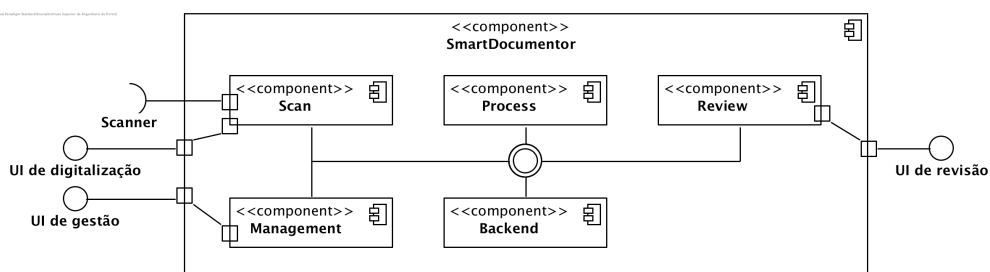 <<component>>
SmartDocumentor
<<component>>
Scan
<<component>>
Process
<<component>>
Review
Scanner
UI de digitalização
UI de revisão
UI de gestão
<<component>>
Management
<<component>>
Backend